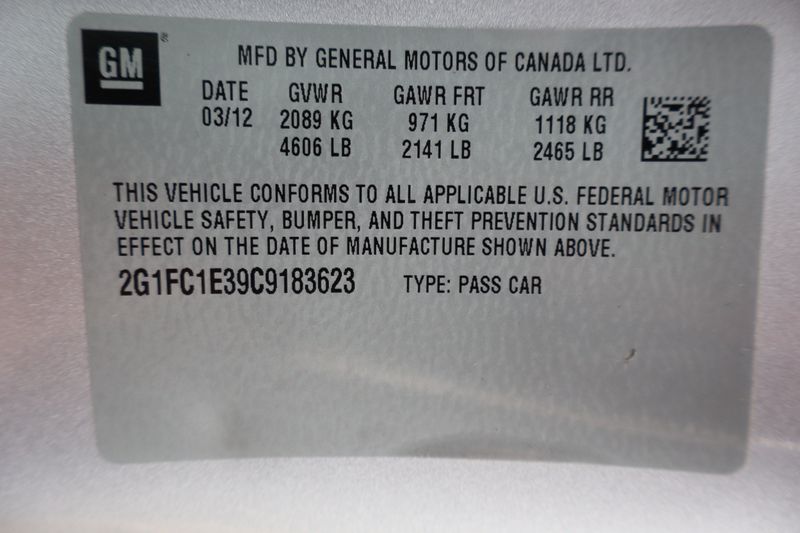 GM
MFD BY GENERAL MOTORS OF CANADA LTD.
DATE GVWR GAWR FRT GAWR RR
03/12 2089 KG 971 KG 1118 KG
4606 LB 2141 LB 2465 LB
THIS VEHICLE CONFORMS TO ALL APPLICABLE U.S. FEDERAL MOTOR
VEHICLE SAFETY, BUMPER, AND THEFT PREVENTION STANDARDS IN
EFFECT ON THE DATE OF MANUFACTURE SHOWN ABOVE.
2G1FC1E39C9183623 TYPE: PASS CAR